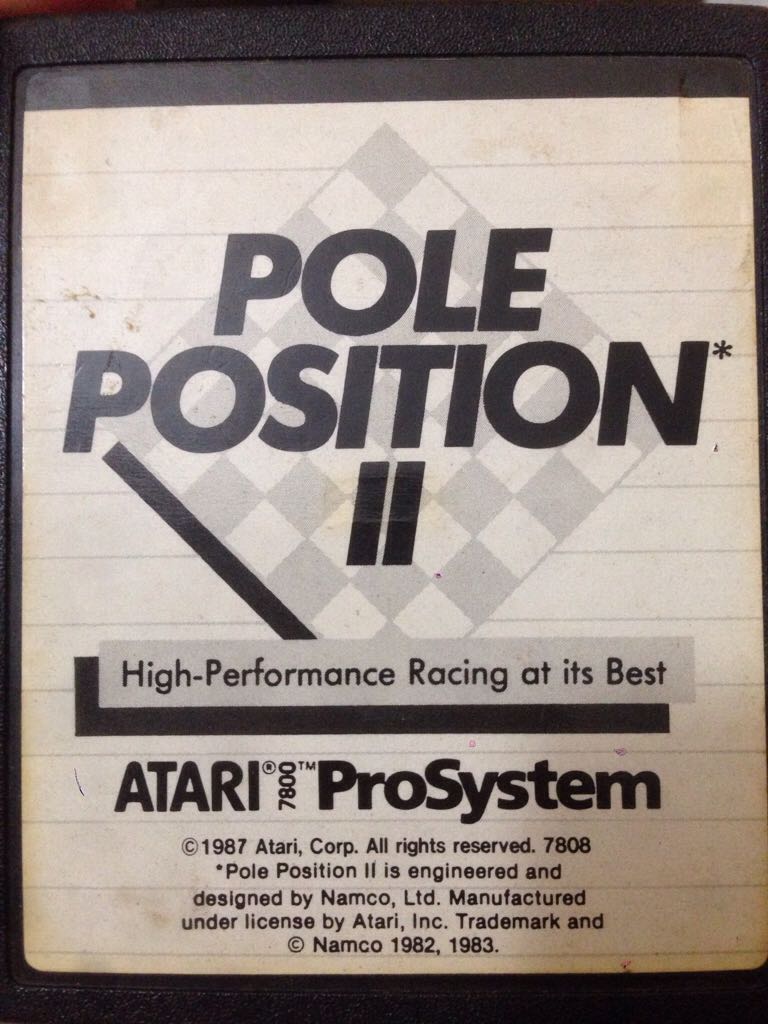 POLE
POSITION*
II
High-Performance Racing at its Best
ATARI® 7800™ ProSystem
©1987 Atari, Corp. All rights reserved. 7808
*Pole Position II is engineered and
designed by Namco, Ltd. Manufactured
under license by Atari, Inc. Trademark and
© Namco 1982, 1983.